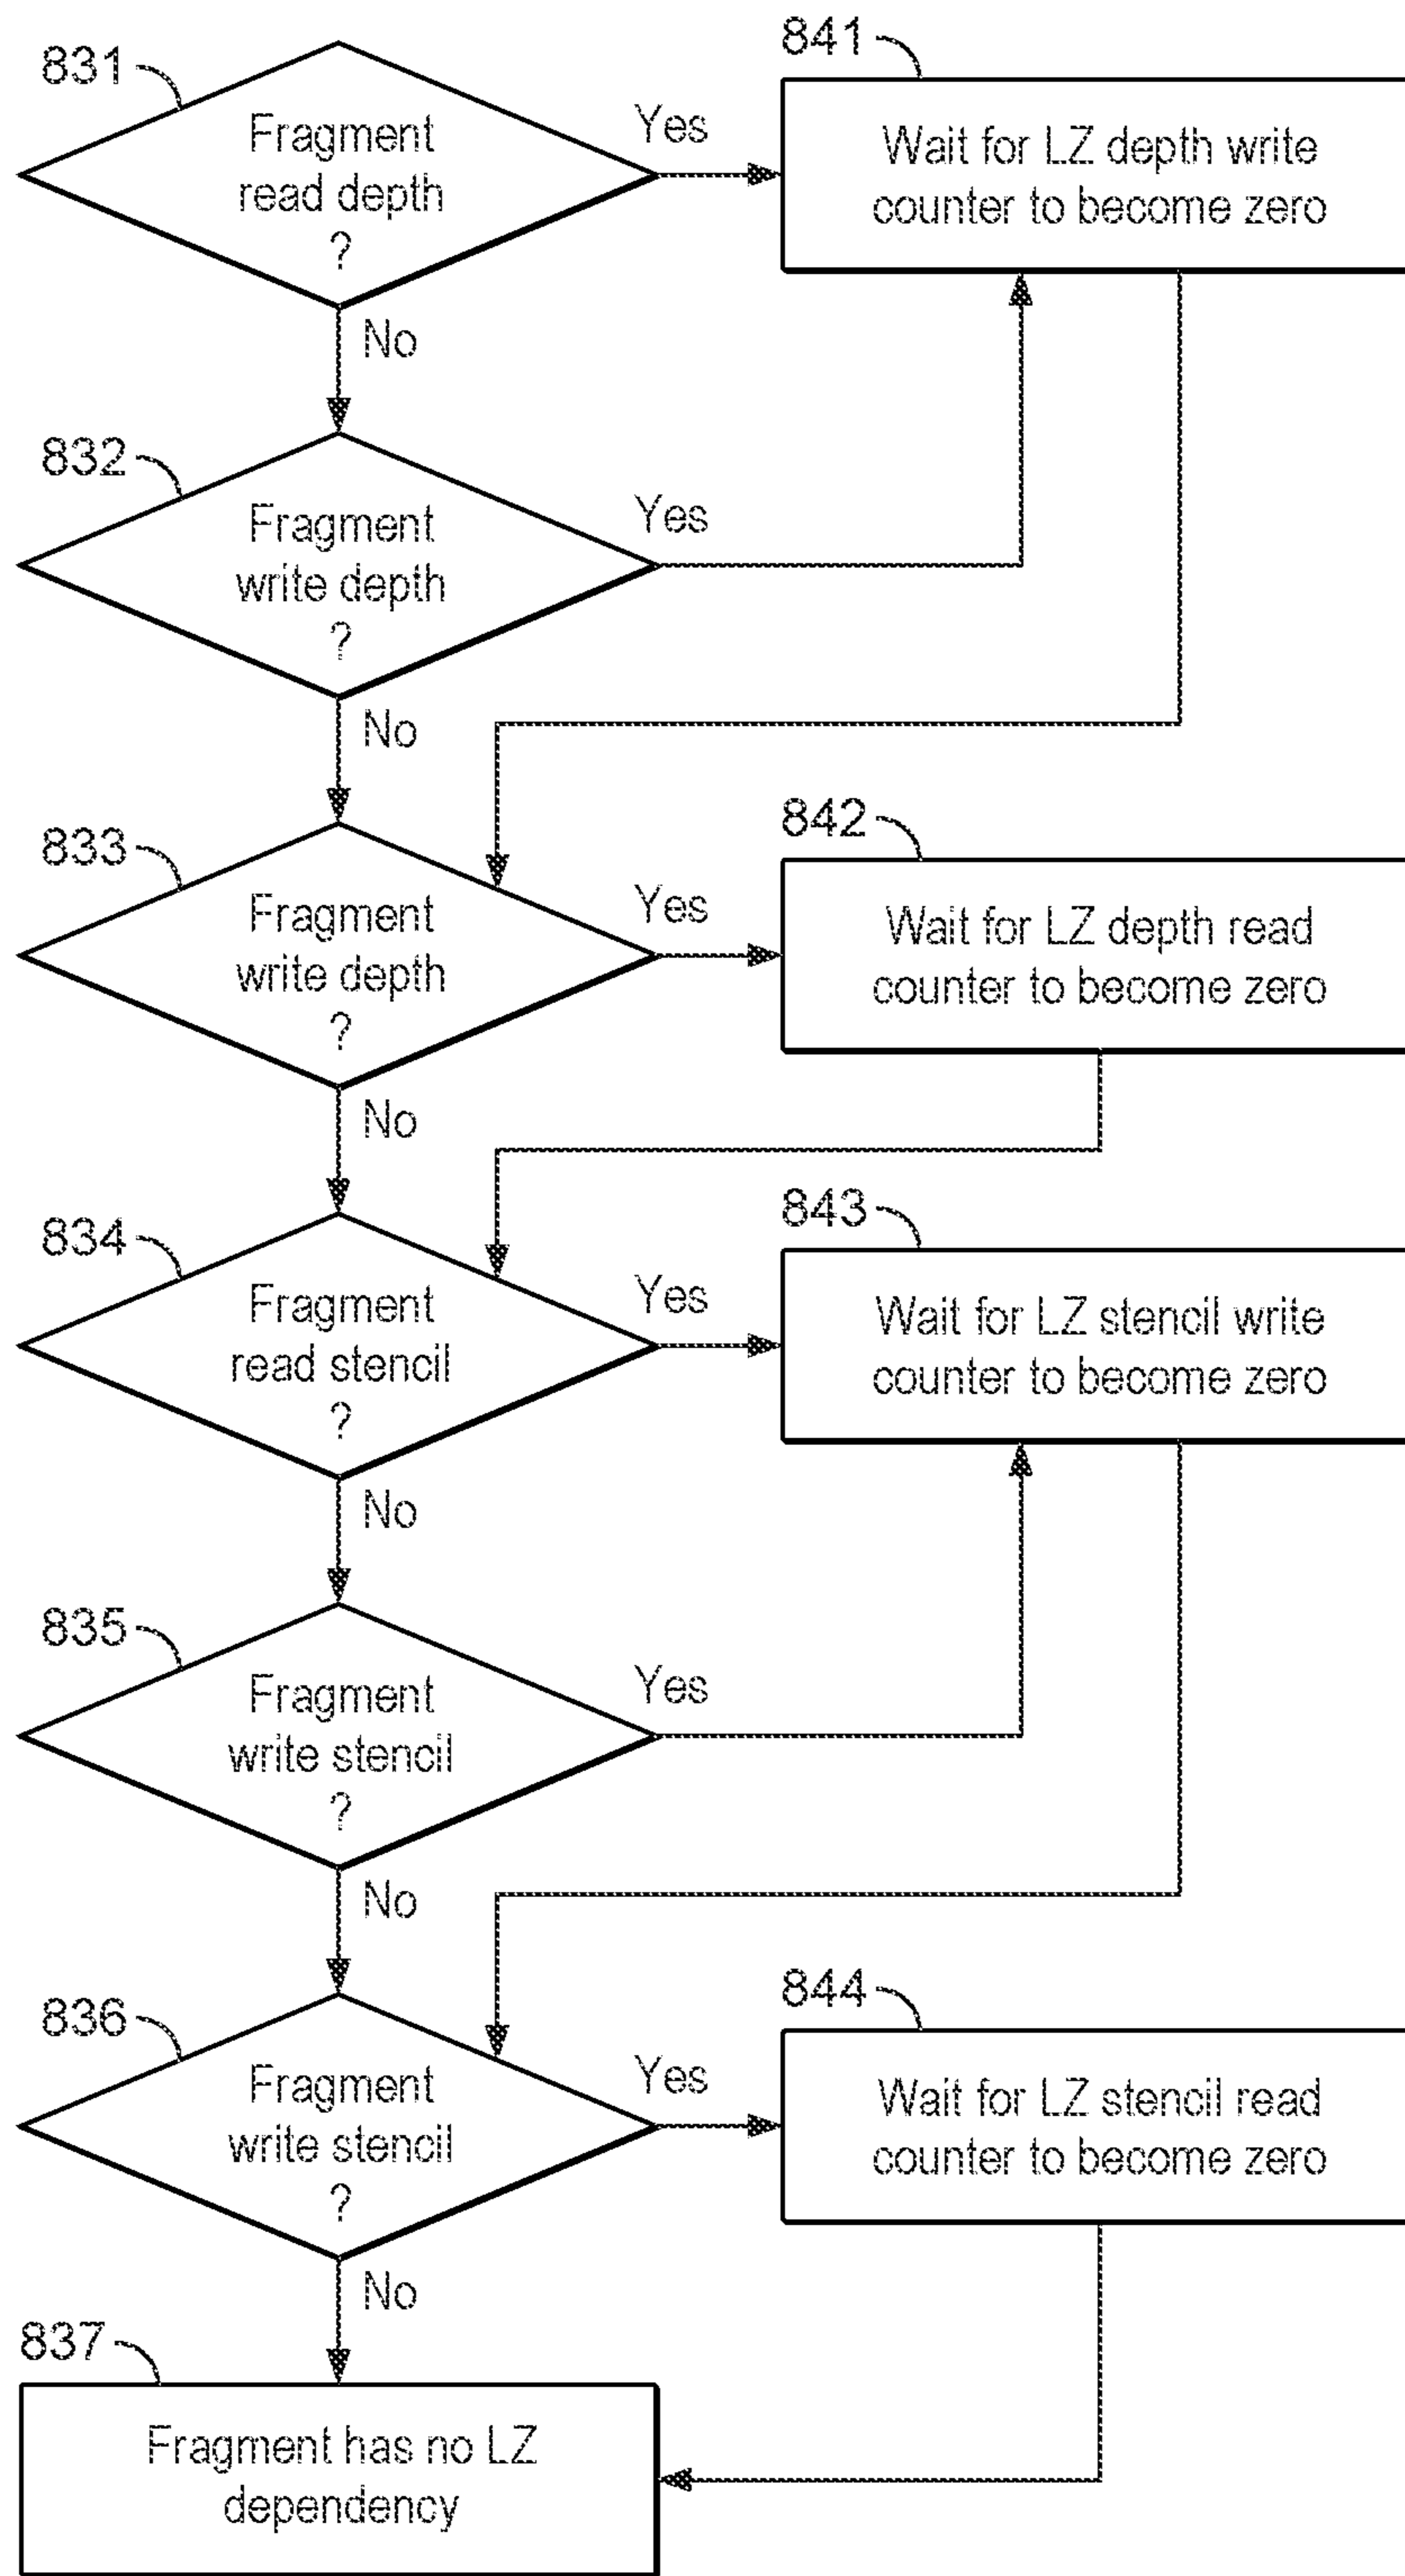 831
Fragment
read depth
?
Yes
No
841
Wait for LZ depth write
counter to become zero
832
Fragment
write depth
?
Yes
No
833
Fragment
write depth
?
Yes
No
842
Wait for LZ depth read
counter to become zero
834
Fragment
read stencil
?
Yes
No
843
Wait for LZ stencil write
counter to become zero
835
Fragment
write stencil
?
Yes
No
836
Fragment
write stencil
?
Yes
No
844
Wait for LZ stencil read
counter to become zero
837
Fragment has no LZ
dependency